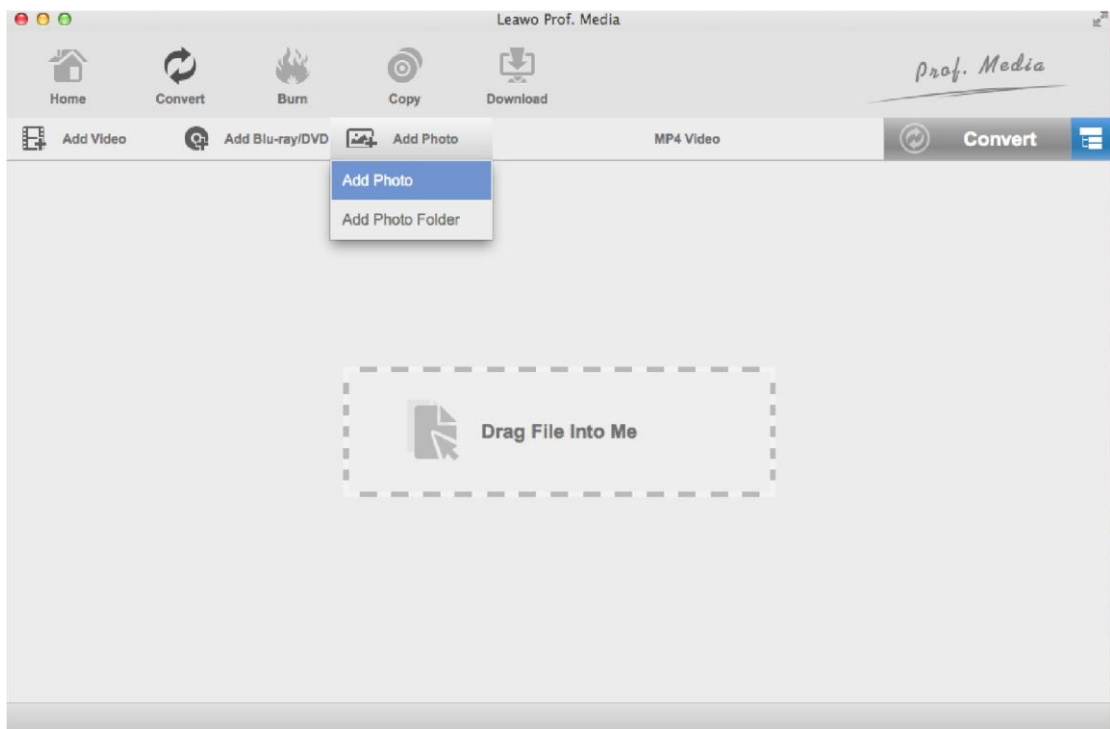 Leawo Prof. Media
Home Convert Burn Copy Download
Prof. Media
Add Video Add Blu-ray/DVD Add Photo MP4 Video Convert
Add Photo
Add Photo Folder
Drag File Into Me